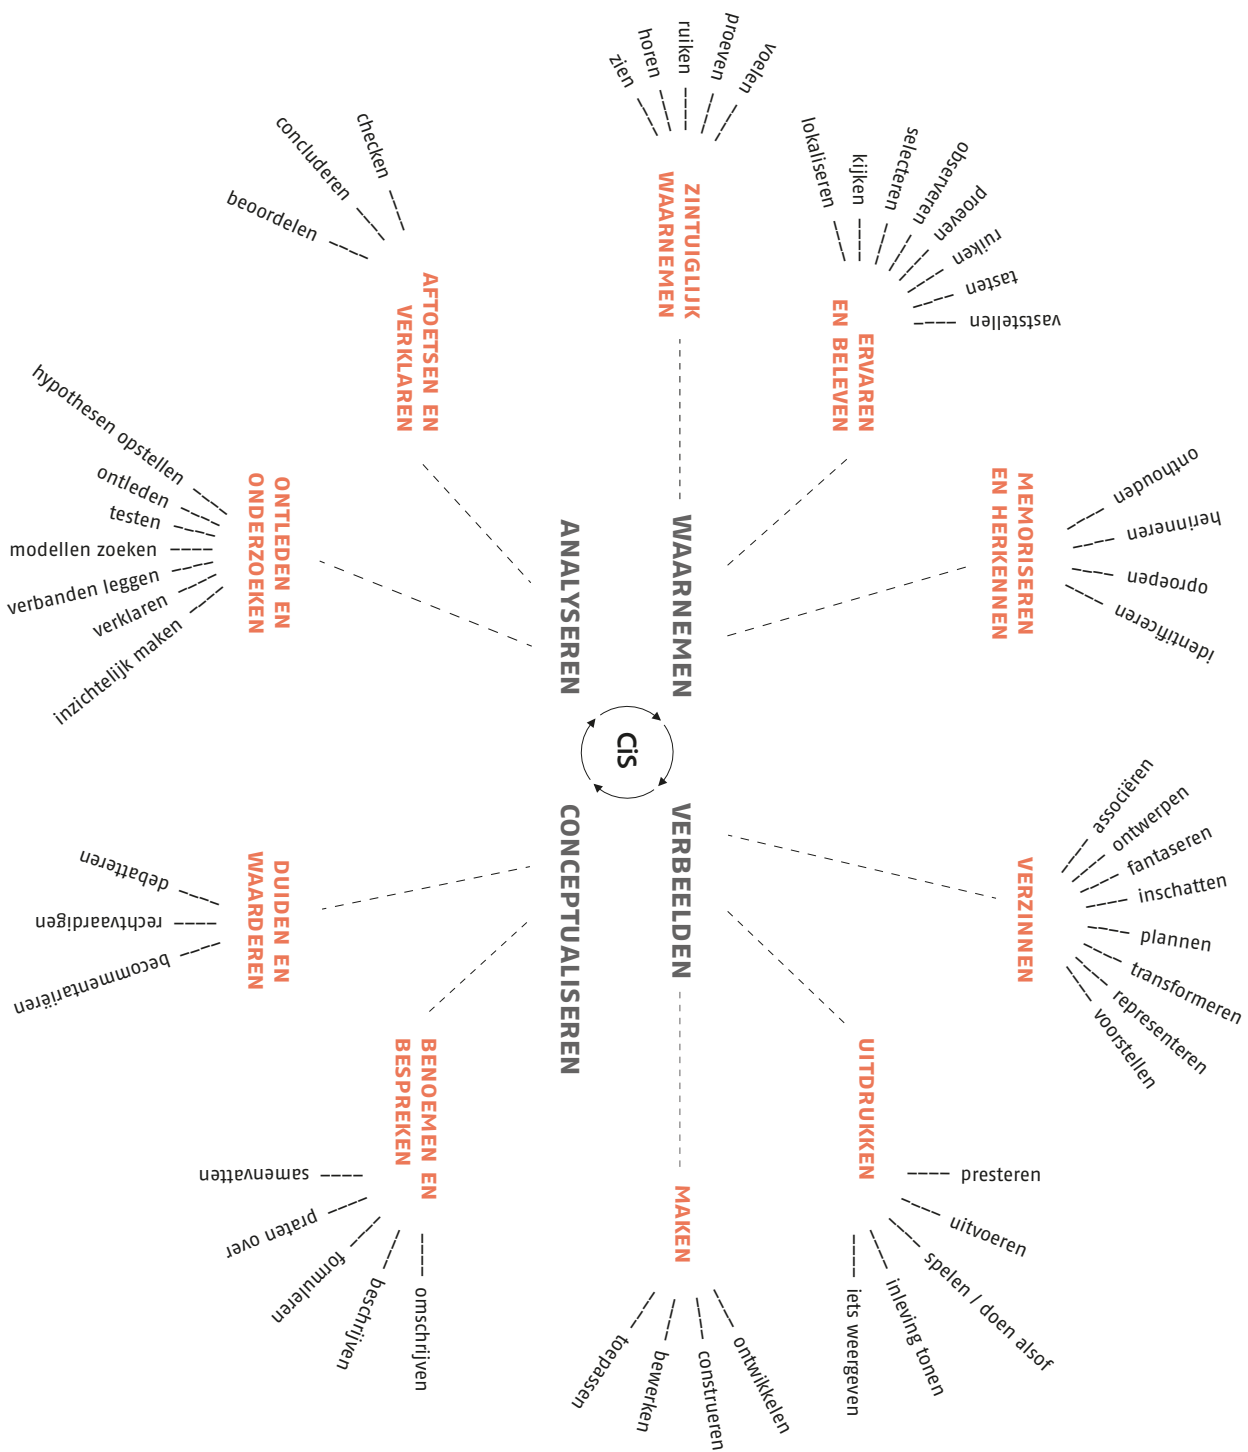 CiS
WAARNEMEN
ZINTUIGLIJK
WAARNEMEN
zien
horen
ruiken
proeven
voelen
ERVAREN
EN BELEVEN
lokaliseren
kijken
selecteren
observeren
proeven
ruiken
tasten
vaststellen
MEMORISEREN
EN HERKENNEN
onthouden
herinneren
oproepen
identificeren
VERBEELDEN
VERZINNEN
associëren
ontwerpen
fantaseren
inschatten
plannen
transformeren
representeren
voorstellen
UITDRUKKEN
presteren
uitvoeren
spelen / doen alsof
inleving tonen
iets weergeven
MAKEN
ontwikkelen
construeren
bewerken
toepassen
CONCEPTUALISEREN
BENOEMEN EN
BESPREKEN
omschrijven
beschrijven
formuleren
praten over
samenvatten
DUIDEN EN
WAARDEREN
becommentariëren
rechtvaardigen
debatteren
ANALYSEREN
ONTLEDEN EN
ONDERZOEKEN
hypothesen opstellen
ontleden
testen
modellen zoeken
verbanden leggen
verklaren
inzichtelijk maken
AFTOETSEN EN
VERKLAREN
beoordelen
concluderen
checken